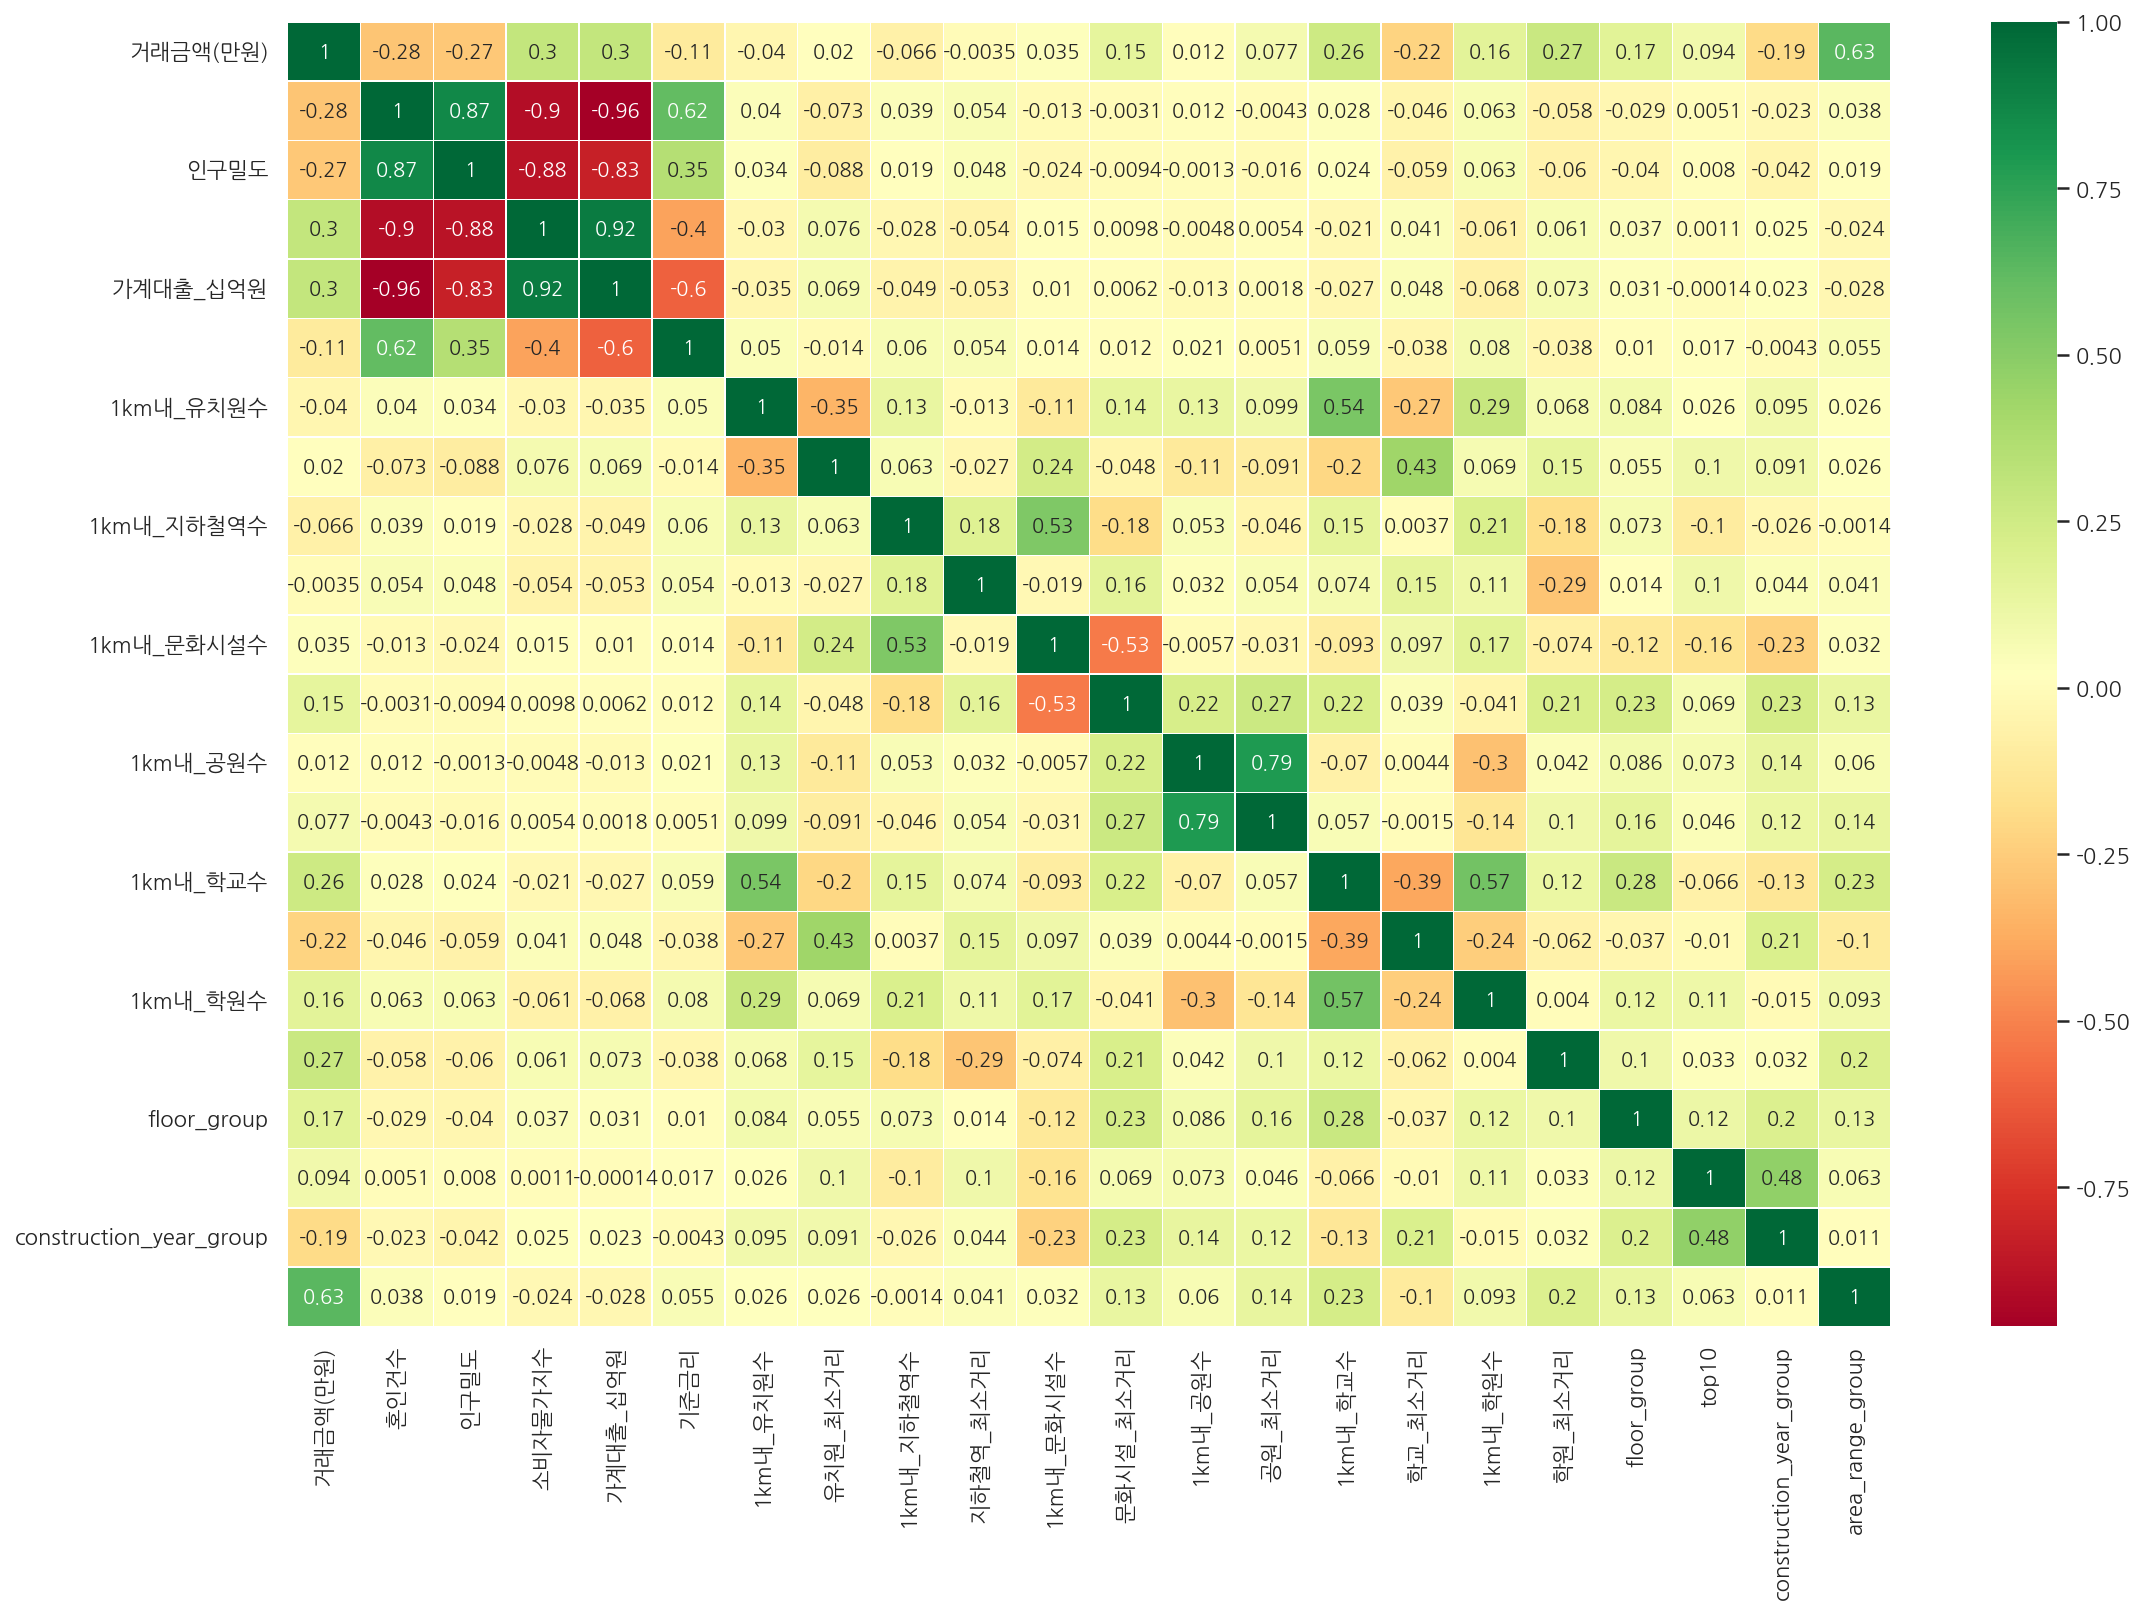 거래금액(만원) 1 -0.28 -0.27 0.3 0.3 -0.11 -0.04 0.02 -0.066 -0.0035 0.035 0.15 0.012 0.077 0.26 -0.22 0.16 0.27 0.17 0.094 -0.19 0.63
-0.28 1 0.87 -0.9 -0.96 0.62 0.04 -0.073 0.039 0.054 -0.013 -0.0031 0.012 -0.0043 0.028 -0.046 0.063 -0.058 -0.029 0.0051 -0.023 0.038
인구밀도 -0.27 0.87 1 -0.88 -0.83 0.35 0.034 -0.088 0.019 0.048 -0.024 -0.0094 -0.0013 -0.016 0.024 -0.059 0.063 -0.06 -0.04 0.008 -0.042 0.019
0.3 -0.9 -0.88 1 0.92 -0.4 -0.03 0.076 -0.028 -0.054 0.015 0.0098 -0.0048 0.0054 -0.021 0.041 -0.061 0.061 0.037 0.0011 0.025 -0.024
가계대출_십억원 0.3 -0.96 -0.83 0.92 1 -0.6 -0.035 0.069 -0.049 -0.053 0.01 0.0062 -0.013 0.0018 -0.027 0.048 -0.068 0.073 0.031 -0.00014 0.023 -0.028
-0.11 0.62 0.35 -0.4 -0.6 1 0.05 -0.014 0.06 0.054 0.014 0.012 0.021 0.0051 0.059 -0.038 0.08 -0.038 0.01 0.017 -0.0043 0.055
1km내_유치원수 -0.04 0.04 0.034 -0.03 -0.035 0.05 1 -0.35 0.13 -0.013 -0.11 0.14 0.13 0.099 0.54 -0.27 0.29 0.068 0.084 0.026 0.095 0.026
0.02 -0.073 -0.088 0.076 0.069 -0.014 -0.35 1 0.063 -0.027 0.24 -0.048 -0.11 -0.091 -0.2 0.43 0.069 0.15 0.055 0.1 0.091 0.026
1km내_지하철역수 -0.066 0.039 0.019 -0.028 -0.049 0.06 0.13 0.063 1 0.18 0.53 -0.18 0.053 -0.046 0.15 0.0037 0.21 -0.18 0.073 -0.1 -0.026 -0.0014
-0.0035 0.054 0.048 -0.054 -0.053 0.054 -0.013 -0.027 0.18 1 -0.019 0.16 0.032 0.054 0.074 0.15 0.11 -0.29 0.014 0.1 0.044 0.041
1km내_문화시설수 0.035 -0.013 -0.024 0.015 0.01 0.014 -0.11 0.24 0.53 -0.019 1 -0.53 -0.0057 -0.031 -0.093 0.097 0.17 -0.074 -0.12 -0.16 -0.23 0.032
0.15 -0.0031 -0.0094 0.0098 0.0062 0.012 0.14 -0.048 -0.18 0.16 -0.53 1 0.22 0.27 0.22 0.039 -0.041 0.21 0.23 0.069 0.23 0.13
1km내_공원수 0.012 0.012 -0.0013 -0.0048 -0.013 0.021 0.13 -0.11 0.053 0.032 -0.0057 0.22 1 0.79 -0.07 0.0044 -0.3 0.042 0.086 0.073 0.14 0.06
0.077 -0.0043 -0.016 0.0054 0.0018 0.0051 0.099 -0.091 -0.046 0.054 -0.031 0.27 0.79 1 0.057 -0.0015 -0.14 0.1 0.16 0.046 0.12 0.14
1km내_학교수 0.26 0.028 0.024 -0.021 -0.027 0.059 0.54 -0.2 0.15 0.074 -0.093 0.22 -0.07 0.057 1 -0.39 0.57 0.12 0.28 -0.066 -0.13 0.23
-0.22 -0.046 -0.059 0.041 0.048 -0.038 -0.27 0.43 0.0037 0.15 0.097 0.039 0.0044 -0.0015 -0.39 1 -0.24 -0.062 -0.037 -0.01 0.21 -0.1
1km내_학원수 0.16 0.063 0.063 -0.061 -0.068 0.08 0.29 0.069 0.21 0.11 0.17 -0.041 -0.3 -0.14 0.57 -0.24 1 0.004 0.12 0.11 -0.015 0.093
0.27 -0.058 -0.06 0.061 0.073 -0.038 0.068 0.15 -0.18 -0.29 -0.074 0.21 0.042 0.1 0.12 -0.062 0.004 1 0.1 0.033 0.032 0.2
floor_group 0.17 -0.029 -0.04 0.037 0.031 0.01 0.084 0.055 0.073 0.014 -0.12 0.23 0.086 0.16 0.28 -0.037 0.12 0.1 1 0.12 0.2 0.13
0.094 0.0051 0.008 0.0011 -0.00014 0.017 0.026 0.1 -0.1 0.1 -0.16 0.069 0.073 0.046 -0.066 -0.01 0.11 0.033 0.12 1 0.48 0.063
construction_year_group -0.19 -0.023 -0.042 0.025 0.023 -0.0043 0.095 0.091 -0.026 0.044 -0.23 0.23 0.14 0.12 -0.13 0.21 -0.015 0.032 0.2 0.48 1 0.011
0.63 0.038 0.019 -0.024 -0.028 0.055 0.026 0.026 -0.0014 0.041 0.032 0.13 0.06 0.14 0.23 -0.1 0.093 0.2 0.13 0.063 0.011 1
거래금액(만원)
혼인건수
인구밀도
소비자물가지수
가계대출_십억원
기준금리
1km내_유치원수
유치원_최소거리
1km내_지하철역수
지하철역_최소거리
1km내_문화시설수
문화시설_최소거리
1km내_공원수
공원_최소거리
1km내_학교수
학교_최소거리
1km내_학원수
학원_최소거리
floor_group
top10
construction_year_group
area_range_group
1.00
0.75
0.50
0.25
0.00
-0.25
-0.50
-0.75